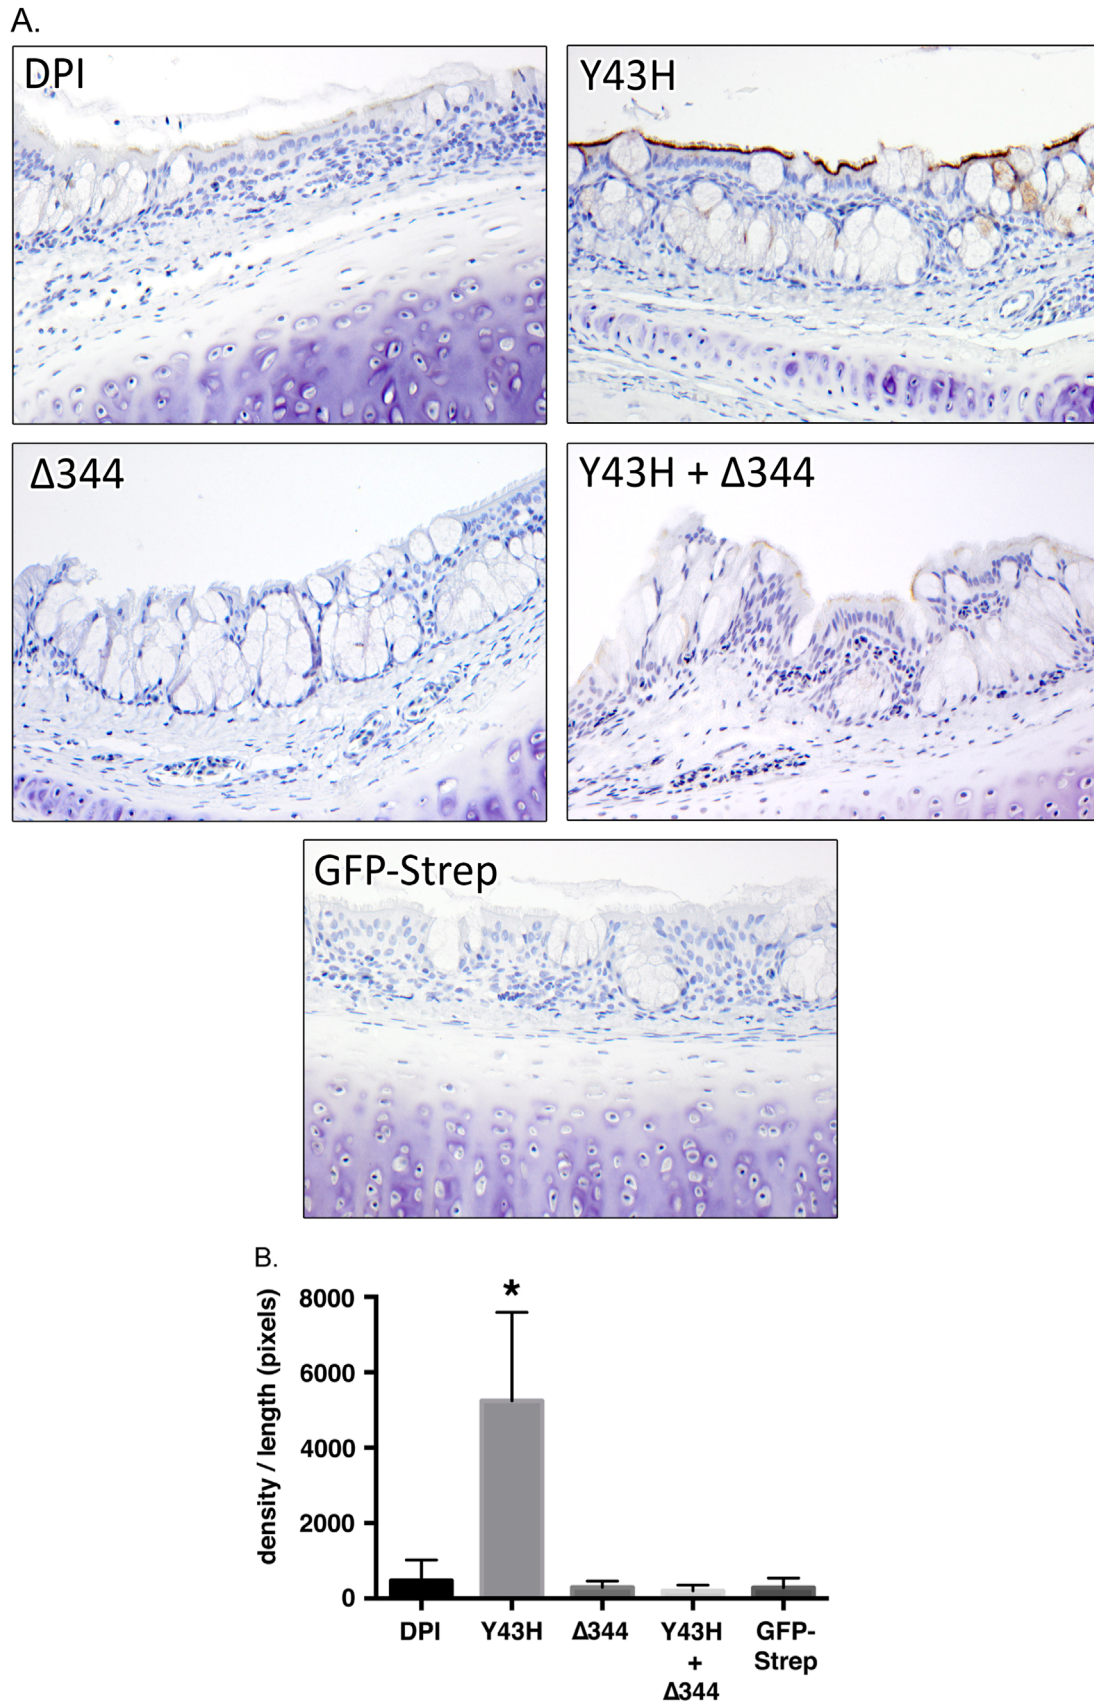 A.
DPI
Y43H
Δ344
Y43H + Δ344
GFP-Strep
B.
density / length (pixels)
8000
6000
4000
2000
0
*
DPI
Y43H
Δ344
Y43H
+
Δ344
GFP-
Strep